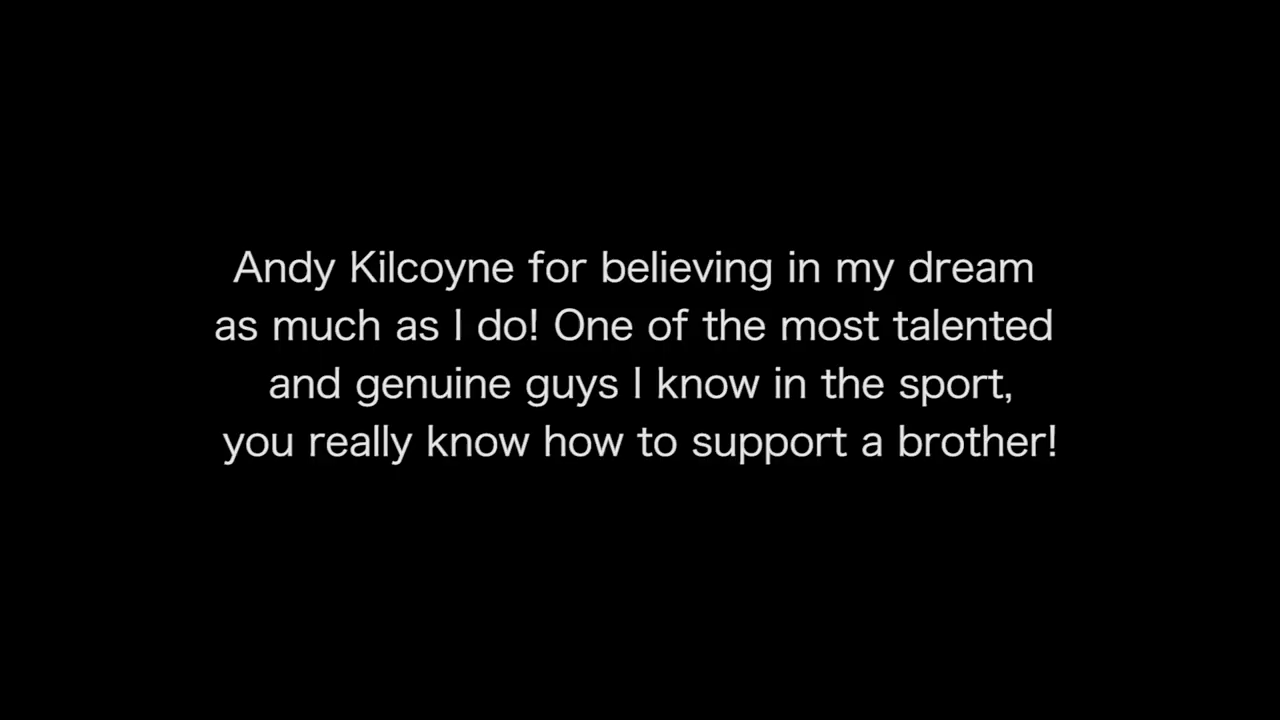 Andy Kilcoyne for believing in my dream
as much as I do! One of the most talented
and genuine guys I know in the sport,
you really know how to support a brother!